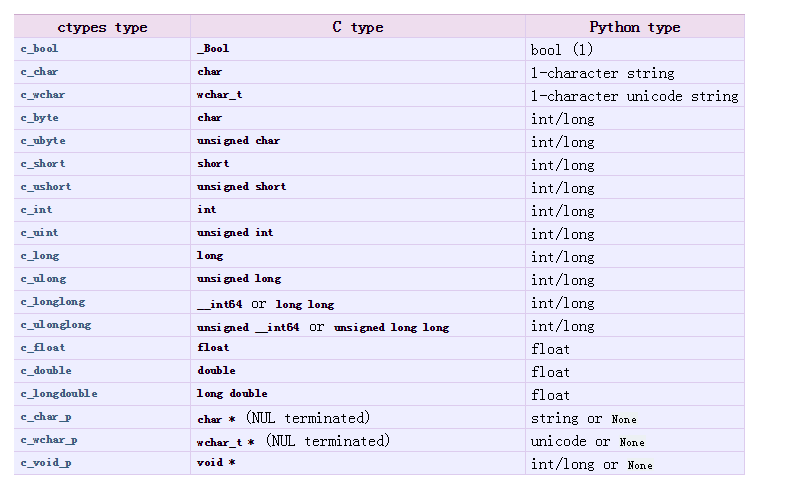 ctypes type C type Python type
c_bool _Bool bool (1)
c_char char 1-character string
c_wchar wchar_t 1-character unicode string
c_byte char int/long
c_ubyte unsigned char int/long
c_short short int/long
c_ushort unsigned short int/long
c_int int int/long
c_uint unsigned int int/long
c_long long int/long
c_ulong unsigned long int/long
c_longlong __int64 or long long int/long
c_ulonglong unsigned __int64 or unsigned long long int/long
c_float float float
c_double double float
c_longdouble long double float
c_char_p char * (NUL terminated) string or None
c_wchar_p wchar_t * (NUL terminated) unicode or None
c_void_p void * int/long or None